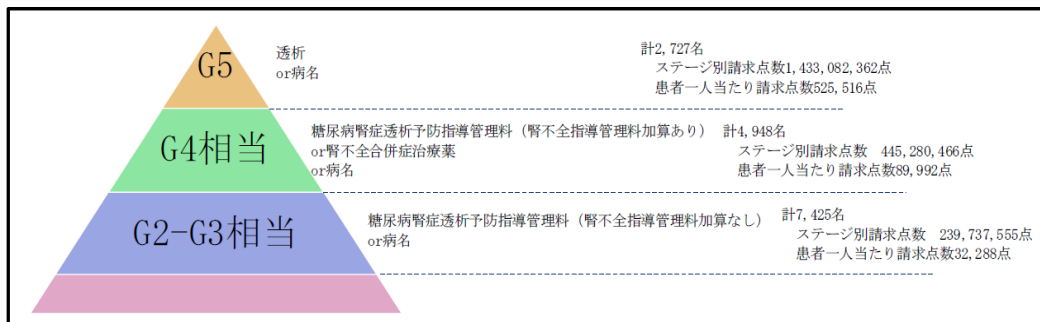 G5
透析
or病名
計2,727名
ステージ別請求点数1,433,082,362点
患者一人当たり請求点数525,516点
G4相当
糖尿病腎症透析予防指導管理料（腎不全指導管理料加算あり）
or腎不全合併症治療薬
or病名
計4,948名
ステージ別請求点数　445,280,466点
患者一人当たり請求点数89,992点
G2-G3相当
糖尿病腎症透析予防指導管理料（腎不全指導管理料加算なし）
or病名
計7,425名
ステージ別請求点数　239,737,555点
患者一人当たり請求点数32,288点